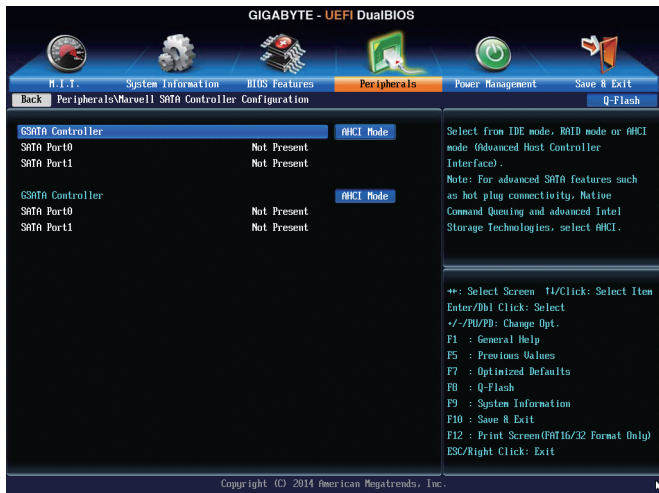 GIGABYTE - UEFI DualBIOS
M.I.T. System Information BIOS Features Peripherals Power Management Save & Exit
Back Peripherals\Marvell SATA Controller Configuration Q-Flash
GSATA Controller AHCI Mode
SATA Port0 Not Present
SATA Port1 Not Present
GSATA Controller AHCI Mode
SATA Port0 Not Present
SATA Port1 Not Present
Select from IDE mode, RAID mode or AHCI
mode (Advanced Host Controller
Interface).
Note: For advanced SATA features such
as hot plug connectivity, Native
Command Queuing and advanced Intel
Storage Technologies, select AHCI.
→←: Select Screen ↑↓/Click: Select Item
Enter/Dbl Click: Select
+/-/PU/PD: Change Opt.
F1 : General Help
F5 : Previous Values
F7 : Optimized Defaults
F8 : Q-Flash
F9 : System Information
F10 : Save & Exit
F12 : Print Screen(FAT16/32 Format Only)
ESC/Right Click: Exit
Copyright (C) 2014 American Megatrends, Inc.